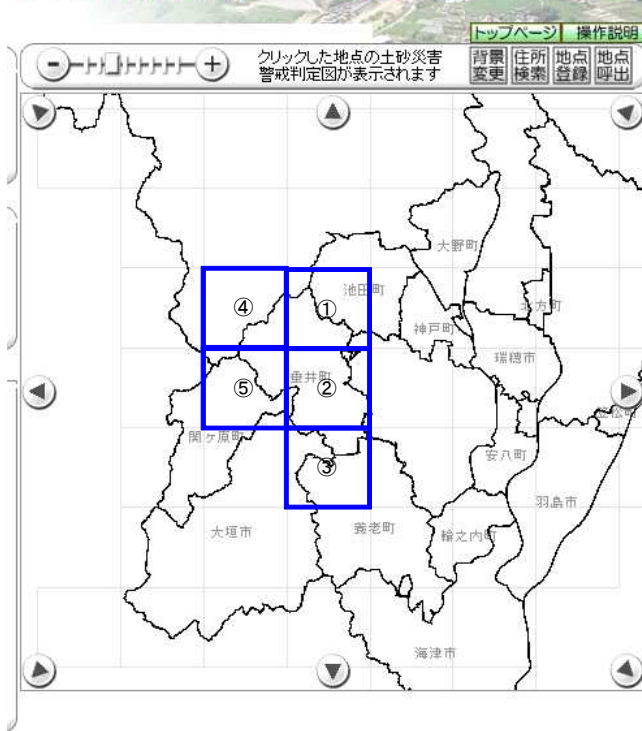 トップページ 操作説明
クリックした地点の土砂災害
警戒判定図が表示されます
背景
変更
住所
検索
地点
登録
地点
呼出
大野町
①
池田町
④
北方町
神戸町
瑞穂市
垂井町
⑤
②
笠松町
関ヶ原町
安八町
③
羽島市
大垣市
養老町
輪之内町
海津市